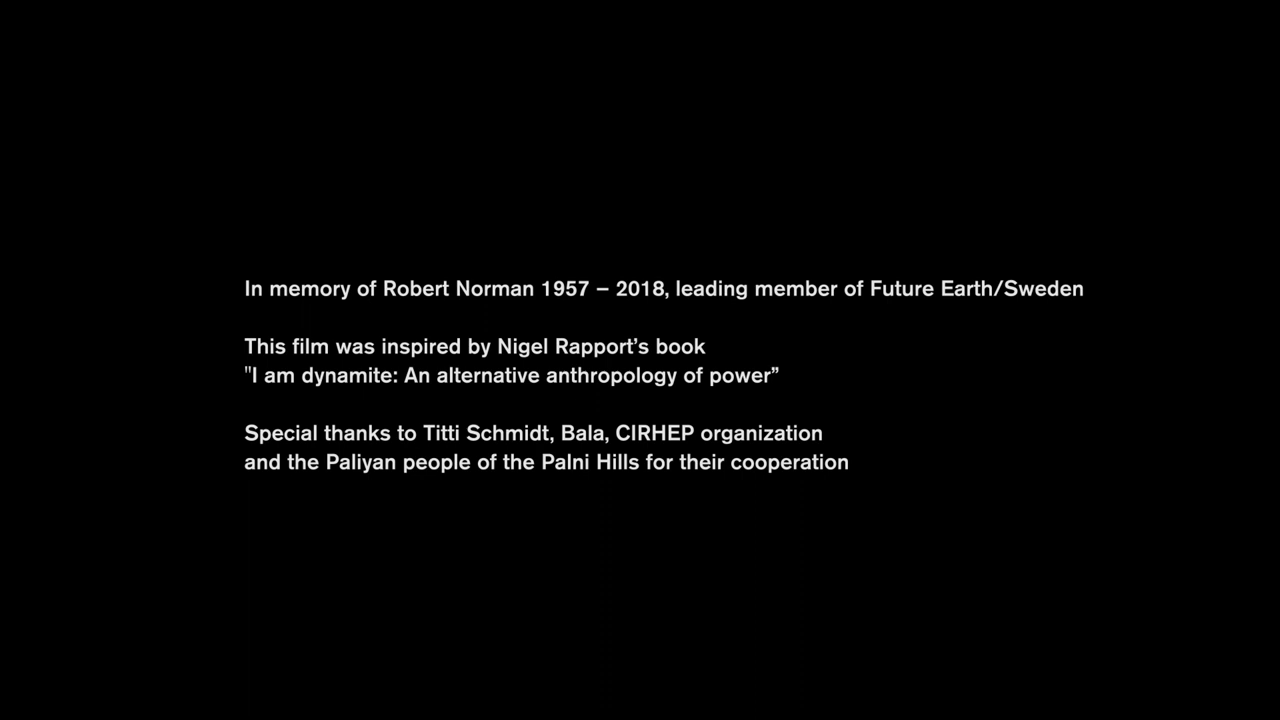 In memory of Robert Norman 1957 – 2018, leading member of Future Earth/Sweden
This film was inspired by Nigel Rapport’s book
"I am dynamite: An alternative anthropology of power”
Special thanks to Titti Schmidt, Bala, CIRHEP organization
and the Paliyan people of the Palni Hills for their cooperation